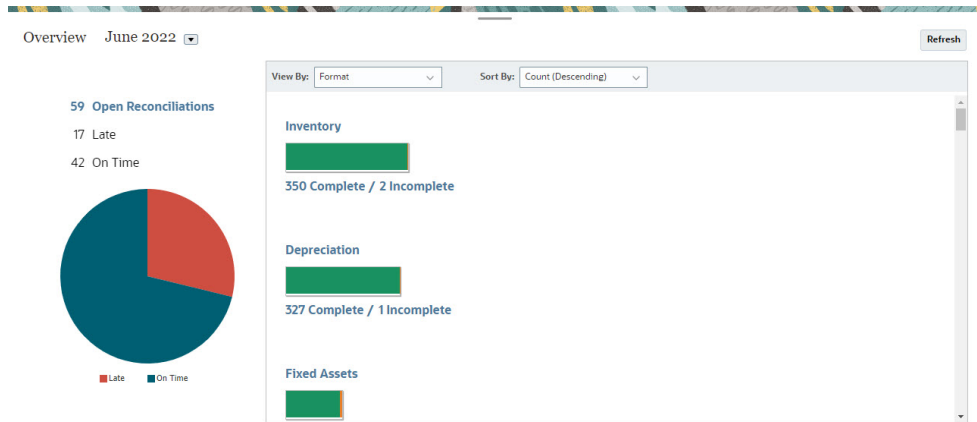 Overview June 2022
Refresh
View By: Format Sort By: Count (Descending)
59 Open Reconciliations
17 Late
42 On Time
Late On Time
Inventory
350 Complete / 2 Incomplete
Depreciation
327 Complete / 1 Incomplete
Fixed Assets